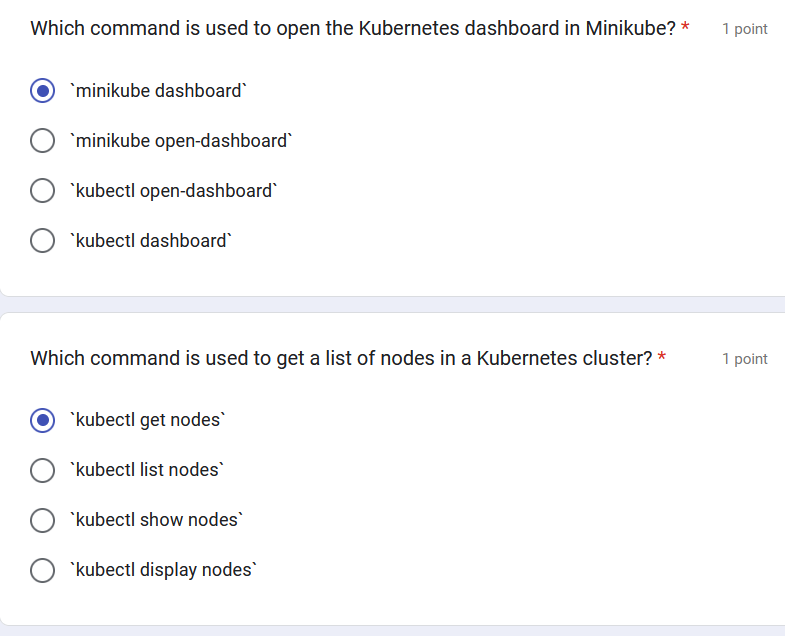 Which command is used to open the Kubernetes dashboard in Minikube? * 1 point
`minikube dashboard`
`minikube open-dashboard`
`kubectl open-dashboard`
`kubectl dashboard`
Which command is used to get a list of nodes in a Kubernetes cluster? * 1 point
`kubectl get nodes`
`kubectl list nodes`
`kubectl show nodes`
`kubectl display nodes`